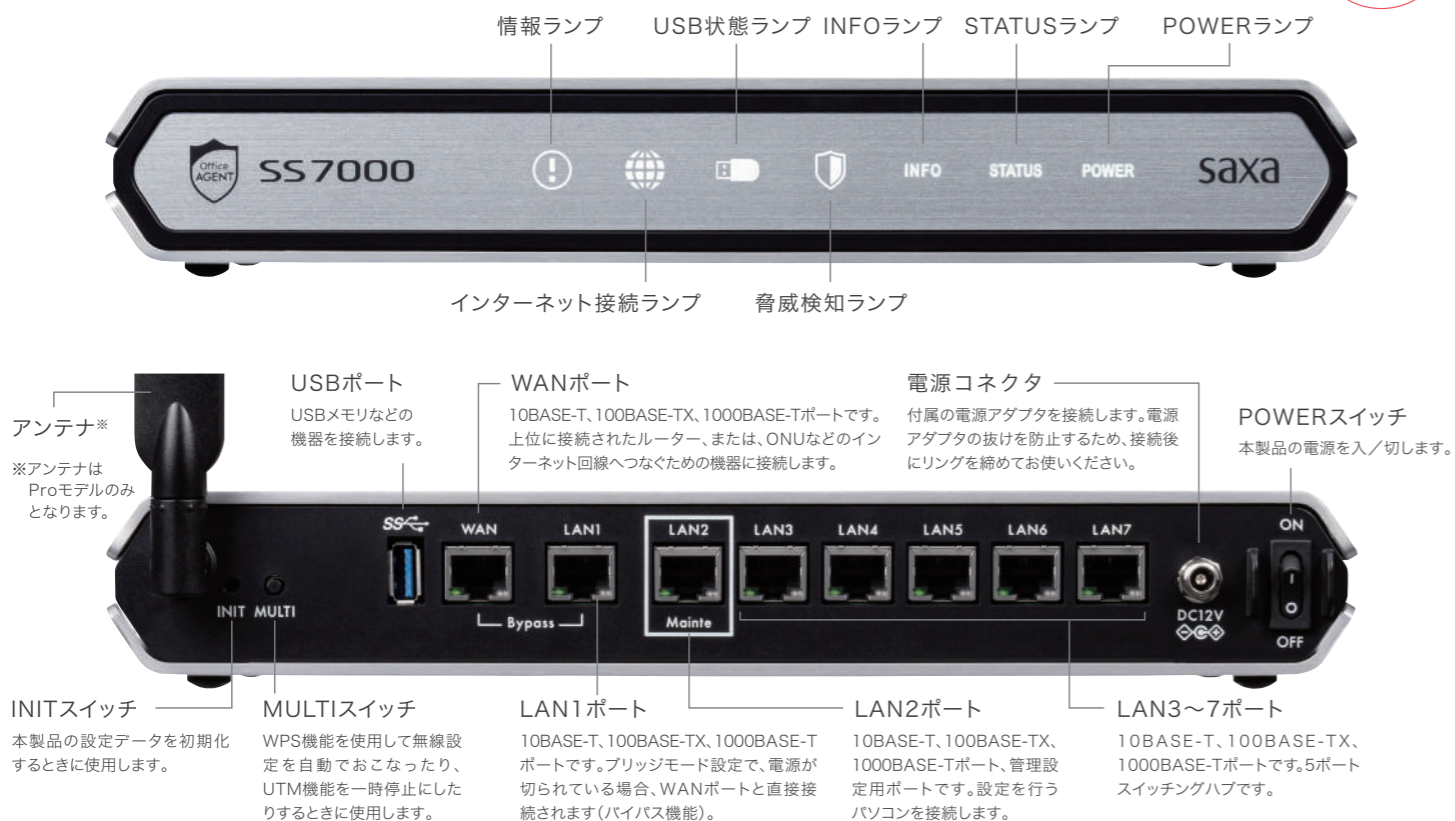 情報ランプ
USB状態ランプ
INFOランプ
STATUSランプ
POWERランプ
Office
AGENT
SS7000
INFO
STATUS
POWER
saxa
インターネット接続ランプ
脅威検知ランプ
アンテナ※
※アンテナは
Proモデルのみ
となります。
USBポート
USBメモリなどの
機器を接続します。
WANポート
10BASE-T、100BASE-TX、1000BASE-Tポートです。
上位に接続されたルーター、または、ONUなどのイン
ターネット回線へつなぐための機器に接続します。
電源コネクタ
付属の電源アダプタを接続します。電源
アダプタの抜けを防止するため、接続後
にリングを締めてお使いください。
POWERスイッチ
本製品の電源を入／切します。
INIT
MULTI
SS
WAN
LAN1
Bypass
LAN2
Mainte
LAN3
LAN4
LAN5
LAN6
LAN7
DC12V
ON
OFF
INITスイッチ
本製品の設定データを初期化
するときに使用します。
MULTIスイッチ
WPS機能を使用して無線設
定を自動でおこなったり、
UTM機能を一時停止にした
りするときに使用します。
LAN1ポート
10BASE-T、100BASE-TX、1000BASE-T
ポートです。ブリッジモード設定で、電源が
切られている場合、WANポートと直接接
続されます(バイパス機能)。
LAN2ポート
10BASE-T、100BASE-TX、
1000BASE-Tポート、管理設
定用ポートです。設定を行う
パソコンを接続します。
LAN3～7ポート
10BASE-T、100BASE-TX、
1000BASE-Tポートです。5ポート
スイッチングハブです。